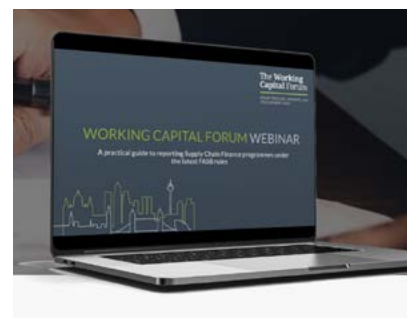 The Working
Capital Forum
WORKING CAPITAL FORUM WEBINAR
A practical guide to reporting Supply Chain Finance programmes under
the latest FASB rules